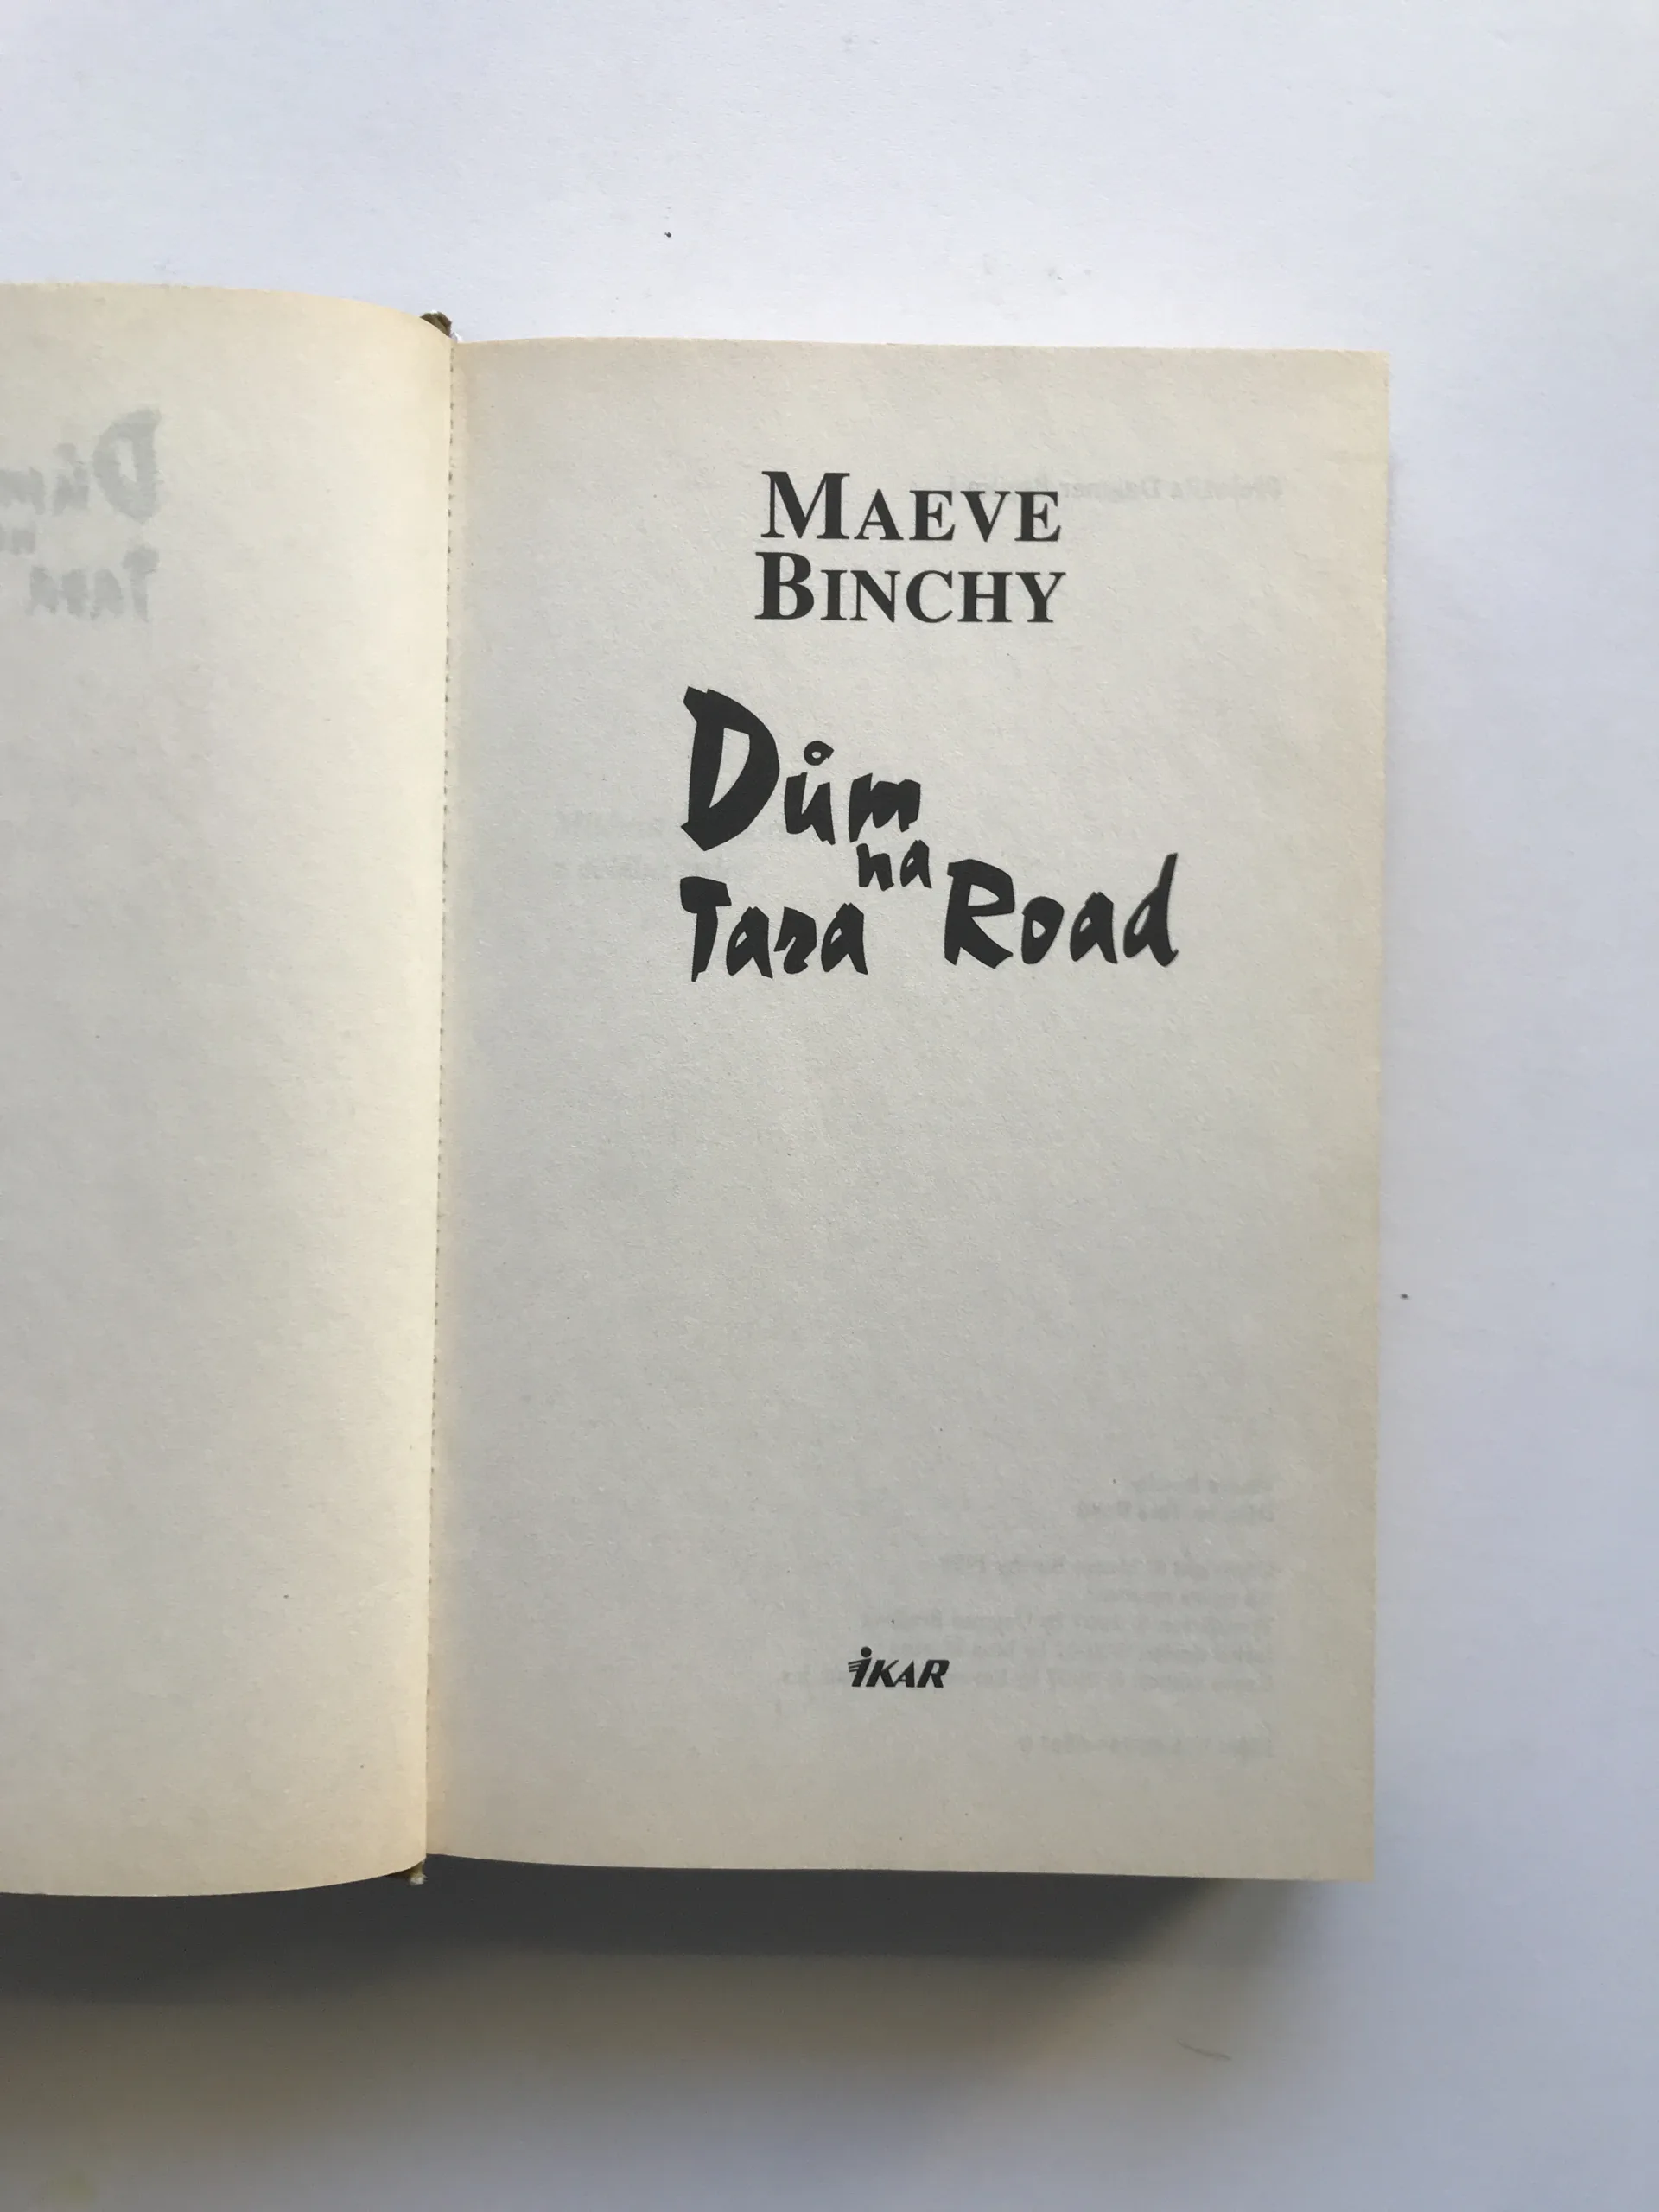 MAEVE
BINCHY
Dům
na
Tara Road
iKAR